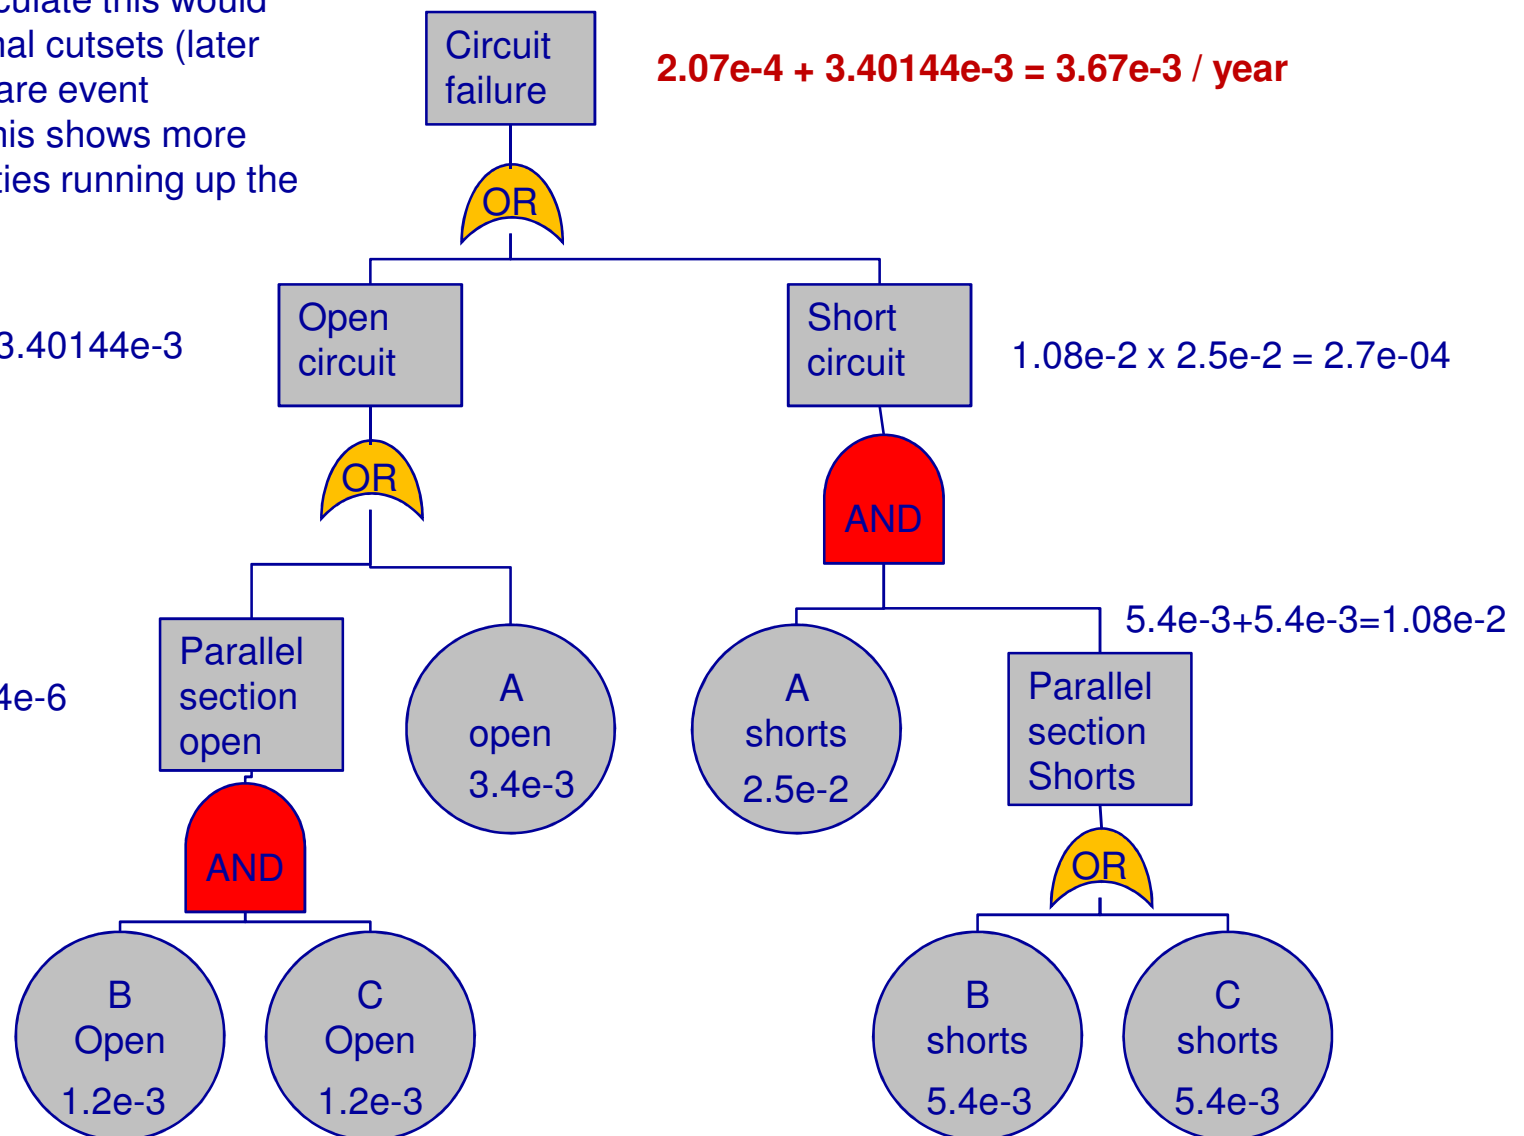 culate this would
nal cutsets (later
are event
his shows more
ties running up the
Circuit
failure
2.07e-4 + 3.40144e-3 = 3.67e-3 / year
OR
3.40144e-3
Open
circuit
Short
circuit
1.08e-2 x 2.5e-2 = 2.7e-04
OR
AND
5.4e-3+5.4e-3=1.08e-2
4e-6
Parallel
section
open
A
open
3.4e-3
A
shorts
2.5e-2
Parallel
section
Shorts
AND
OR
B
Open
1.2e-3
C
Open
1.2e-3
B
shorts
5.4e-3
C
shorts
5.4e-3